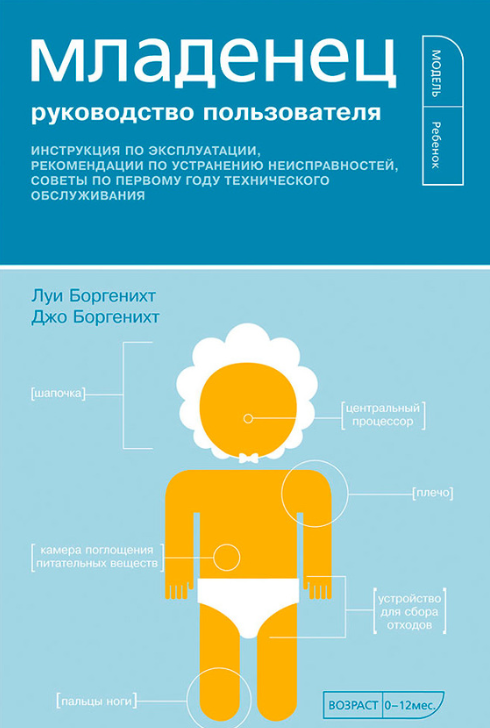 младенец
руководство пользователя
ИНСТРУКЦИЯ ПО ЭКСПЛУАТАЦИИ,
РЕКОМЕНДАЦИИ ПО УСТРАНЕНИЮ НЕИСПРАВНОСТЕЙ,
СОВЕТЫ ПО ПЕРВОМУ ГОДУ ТЕХНИЧЕСКОГО
ОБСЛУЖИВАНИЯ
МОДЕЛЬ
Ребенок
Луи Боргенихт
Джо Боргенихт
[шапочка]
[центральный
процессор]
[плечо]
[камера поглощения
питательных веществ]
[устройство
для сбора
отходов]
[пальцы ноги]
ВОЗРАСТ 0–12мес.